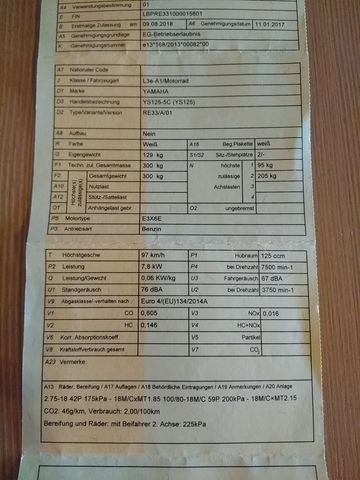 A4 Verwendungsbestimmung 01
E FIN LBPRE331000015801
B Erstmalige Zulassung am 09.08.2018 A6 Genehmigungsdatum 11.01.2017
A5 Genehmigungsgrundlage EG-Betriebserlaubnis
K Genehmigungszahl e13*168/2013*00082*00
A7 Nationaler Code
J Klasse / Fahrzeugart L3e-A1/Motorrad
D1 Marke YAMAHA
D3 Handelsbezeichnung YS125-5C (YS125)
D2 Type/Variante/Version RE33/A/01
A8 Aufbau Nein
R Farbe Weiß A16 Beg.Plakette weiß
G Eigengewicht 129 kg S1/S2 Sitz-/Stehplätze 2/-
F1 Techn. zul. Gesamtmasse 300 kg N höchste 1 95 kg
F2 Gesamtgewicht 300 kg zulässige 2 205 kg
Höchste(s) zulässige(s)
A10 Nutzlast Achslasten 3
A12 Stütz-/Sattellast 4
O1 Anhängelast gebr. O2 ungebremst
P5 Motortype E3X6E
P3 Antriebsart Benzin
T Höchstgeschw 97 km/h P1 Hubraum 125 ccm
P2 Leistung 7,8 kW P4 bei Drehzahl 7500 min-1
Q Leistung/Gewicht 0,06 KW/kg U3 Fahrgeräusch 67 dBA
U1 Standgeräusch 76 dBA U2 bei Drehzahl 3750 min-1
V9 Abgasklasse/-verhalten nach Euro 4/(EU)134/2014A
V1 CO 0,605 V3 NOx 0,016
V2 HC 0,146 V4 HC+NOx
V6 Korr. Absorptionskoeff V5 Partikel
V8 Kraftstoffverbrauch gesamt V7 CO2
A23 Vermerke:
A13 Räder, Bereifung / A17 Auflagen / A18 Behördliche Eintragungen / A19 Anmerkungen / A20 Anlage
2.75-18 42P 175kPa - 18M/CxMT1.85 100/80-18M/C 59P 200kPa - 18M/C×MT2.15
CO2: 46g/km, Verbrauch: 2,00/100km
Bereifung und Räder: mit Beifahrer 2. Achse: 225kPa